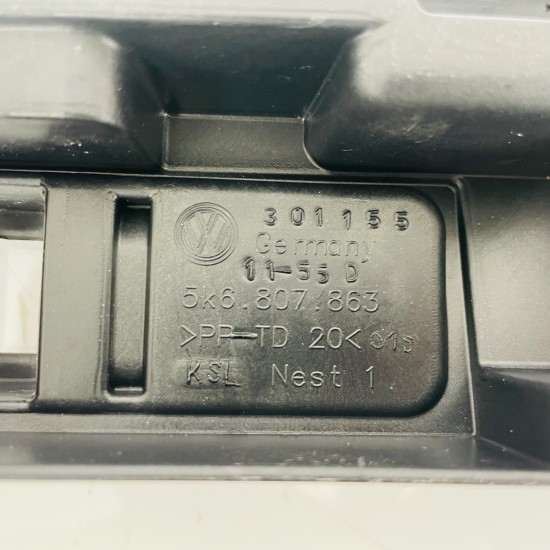 301155
Germany
11-55 D
5k6.807.863
>PP-TD 20<
KSL Nest 1